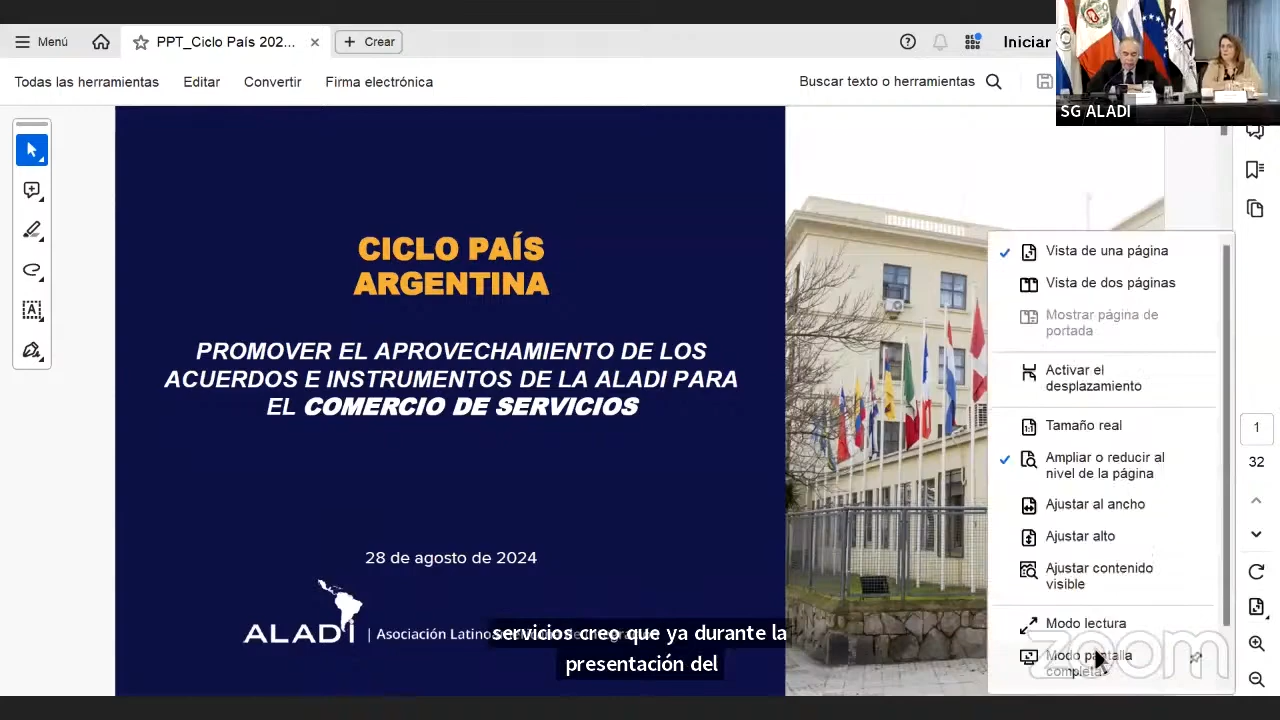 Menú
PPT_Ciclo País 202...
Crear
Iniciar
Todas las herramientas
Editar
Convertir
Firma electrónica
Buscar texto o herramientas
SG ALADI
CICLO PAÍS
ARGENTINA
PROMOVER EL APROVECHAMIENTO DE LOS
ACUERDOS E INSTRUMENTOS DE LA ALADI PARA
EL COMERCIO DE SERVICIOS
28 de agosto de 2024
ALADI | Asociación
servicios creo que ya durante la
presentación del
Vista de una página
Vista de dos páginas
Mostrar página de
portada
Activar el
desplazamiento
Tamaño real
Ampliar o reducir al
nivel de la página
Ajustar al ancho
Ajustar alto
Ajustar contenido
visible
Modo lectura
Modo pantalla
completa
zoom
1
32